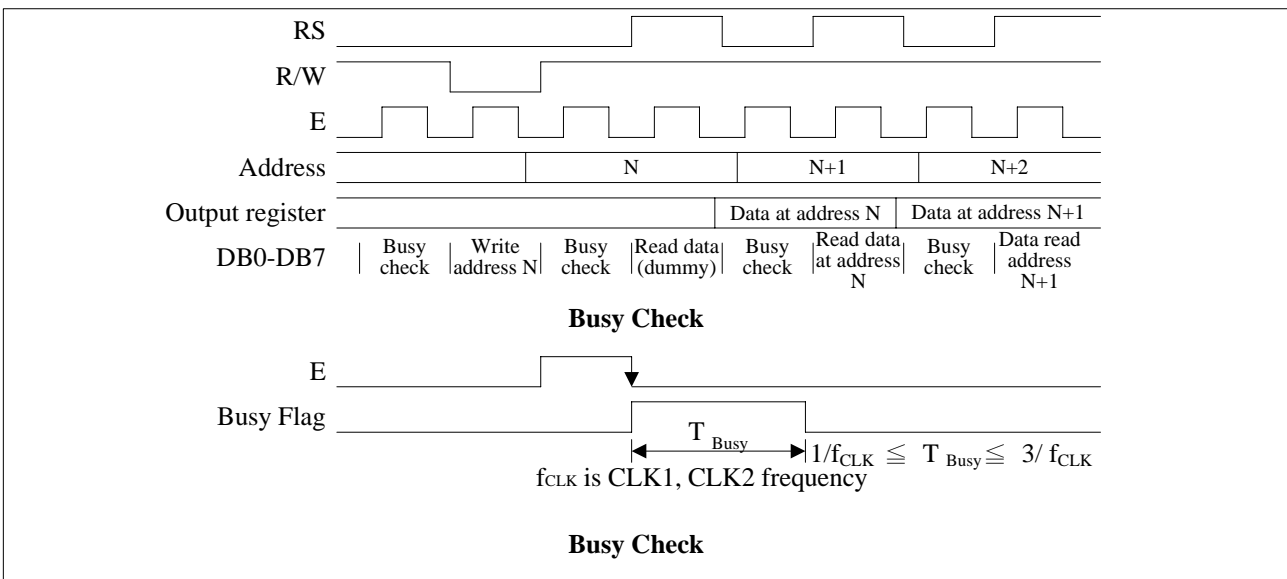 RS
R/W
E
Address N N+1 N+2
Output register Data at address N Data at address N+1
DB0-DB7 Busy check Write address N Busy check Read data (dummy) Busy check Read data at address N Busy check Data read address N+1
Busy Check
E
Busy Flag
T Busy 1/fCLK ≦ T Busy ≦ 3/ fCLK
fCLK is CLK1, CLK2 frequency
Busy Check